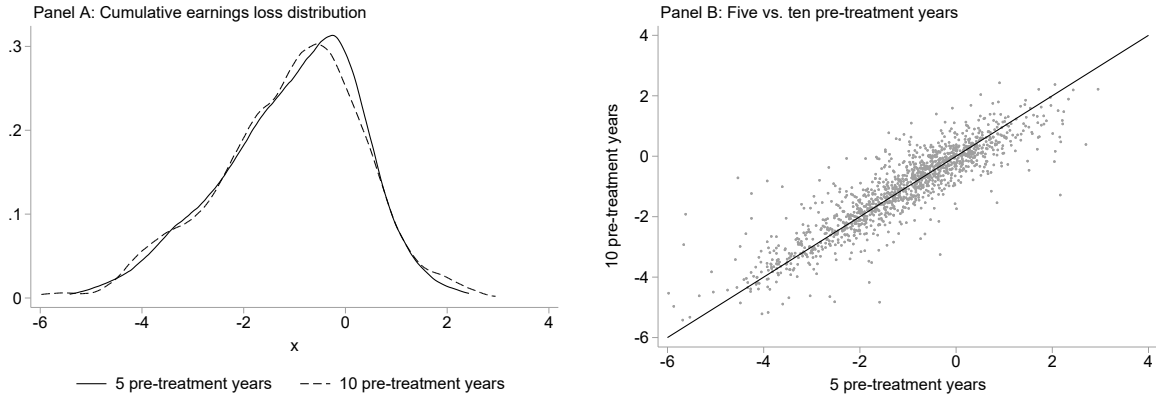 Panel A: Cumulative earnings loss distribution
.3
.2
.1
0
-6 -4 -2 0 2 4
x
5 pre-treatment years 10 pre-treatment years
Panel B: Five vs. ten pre-treatment years
10 pre-treatment years
4
2
0
-2
-4
-6
-6 -4 -2 0 2 4
5 pre-treatment years